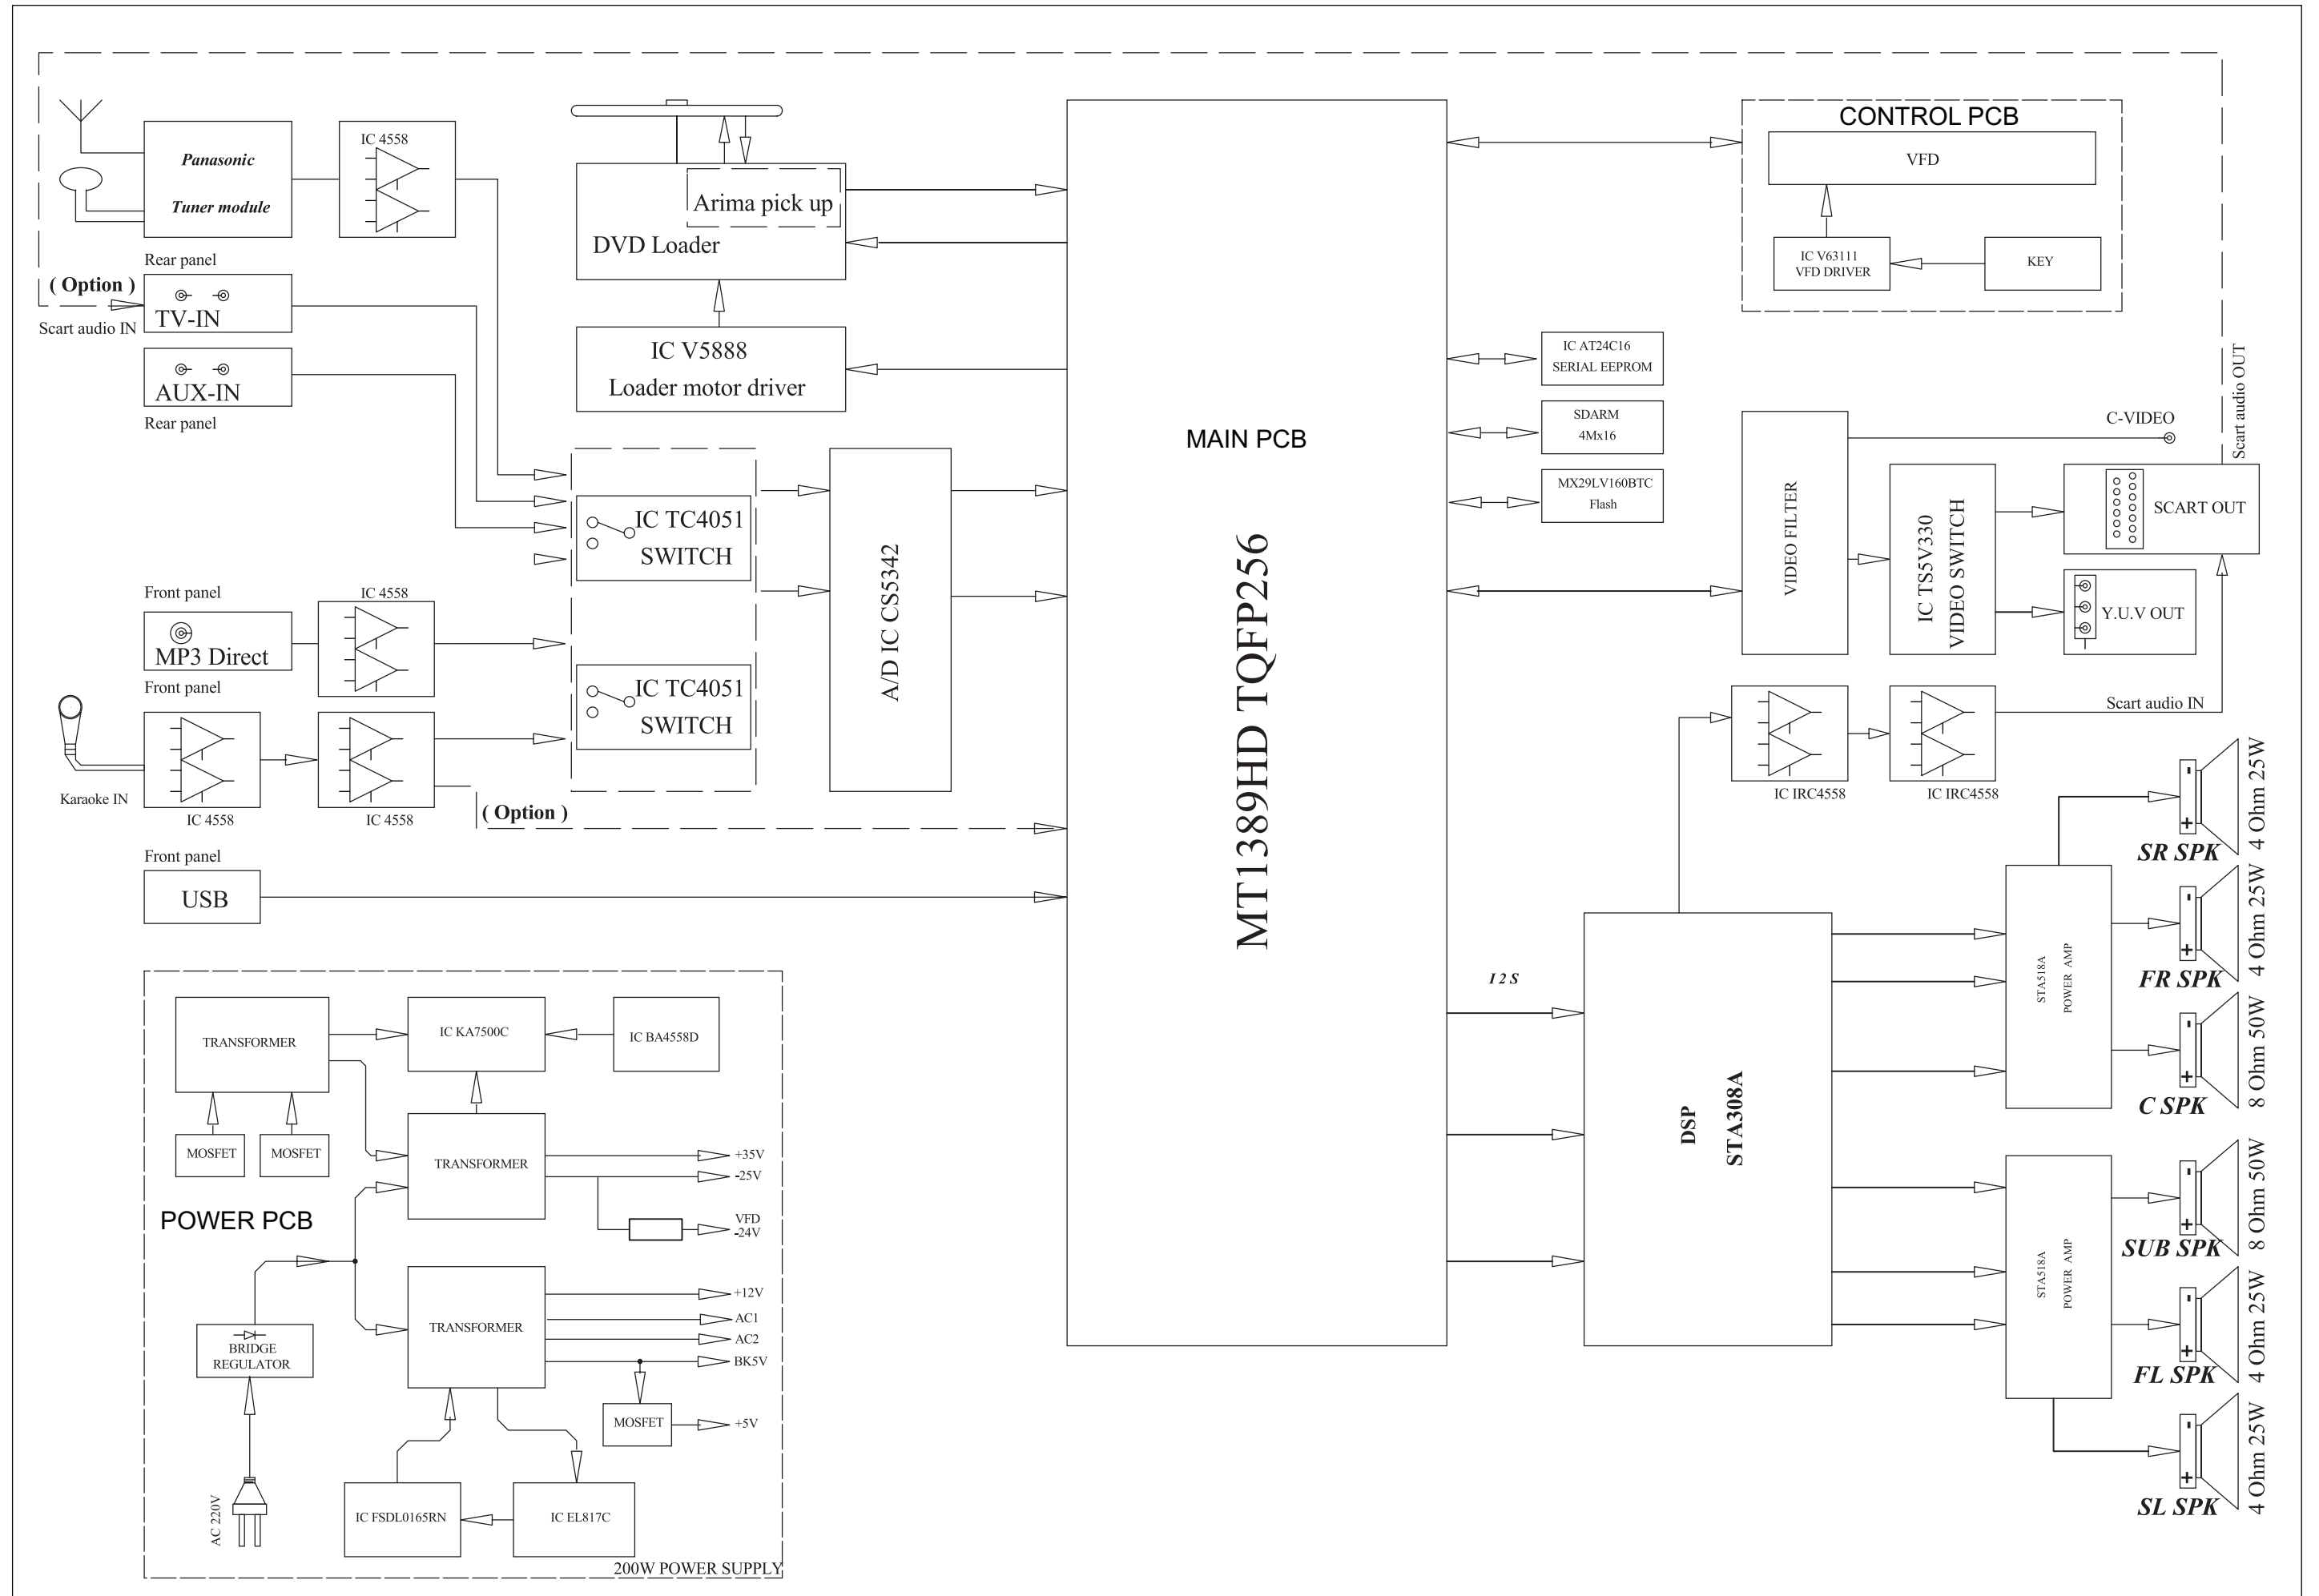 Panasonic
Tuner module
IC 4558
Rear panel
( Option )
TV-IN
Scart audio IN
AUX-IN
Rear panel
Arima pick up
DVD Loader
IC V5888
Loader motor driver
IC TC4051
SWITCH
IC TC4051
SWITCH
A/D IC CS5342
Front panel
MP3 Direct
IC 4558
Front panel
Karaoke IN
IC 4558
IC 4558
( Option )
Front panel
USB
MAIN PCB
MT1389HD TQFP256
CONTROL PCB
VFD
IC V63111
VFD DRIVER
KEY
IC AT24C16
SERIAL EEPROM
SDARM
4Mx16
MX29LV160BTC
Flash
VIDEO FILTER
C-VIDEO
IC TS5V330
VIDEO SWITCH
Scart audio OUT
SCART OUT
Y.U.V OUT
Scart audio IN
IC IRC4558
IC IRC4558
I 2 S
DSP
STA308A
STA518A
POWER AMP
STA518A
POWER AMP
SR SPK
4 Ohm 25W
FR SPK
4 Ohm 25W
C SPK
8 Ohm 50W
SUB SPK
8 Ohm 50W
FL SPK
4 Ohm 25W
SL SPK
4 Ohm 25W
TRANSFORMER
IC KA7500C
IC BA4558D
MOSFET
MOSFET
TRANSFORMER
+35V
-25V
VFD
-24V
POWER PCB
TRANSFORMER
+12V
AC1
AC2
BK5V
MOSFET
+5V
BRIDGE
REGULATOR
AC 220V
IC FSDL0165RN
IC EL817C
200W POWER SUPPLY